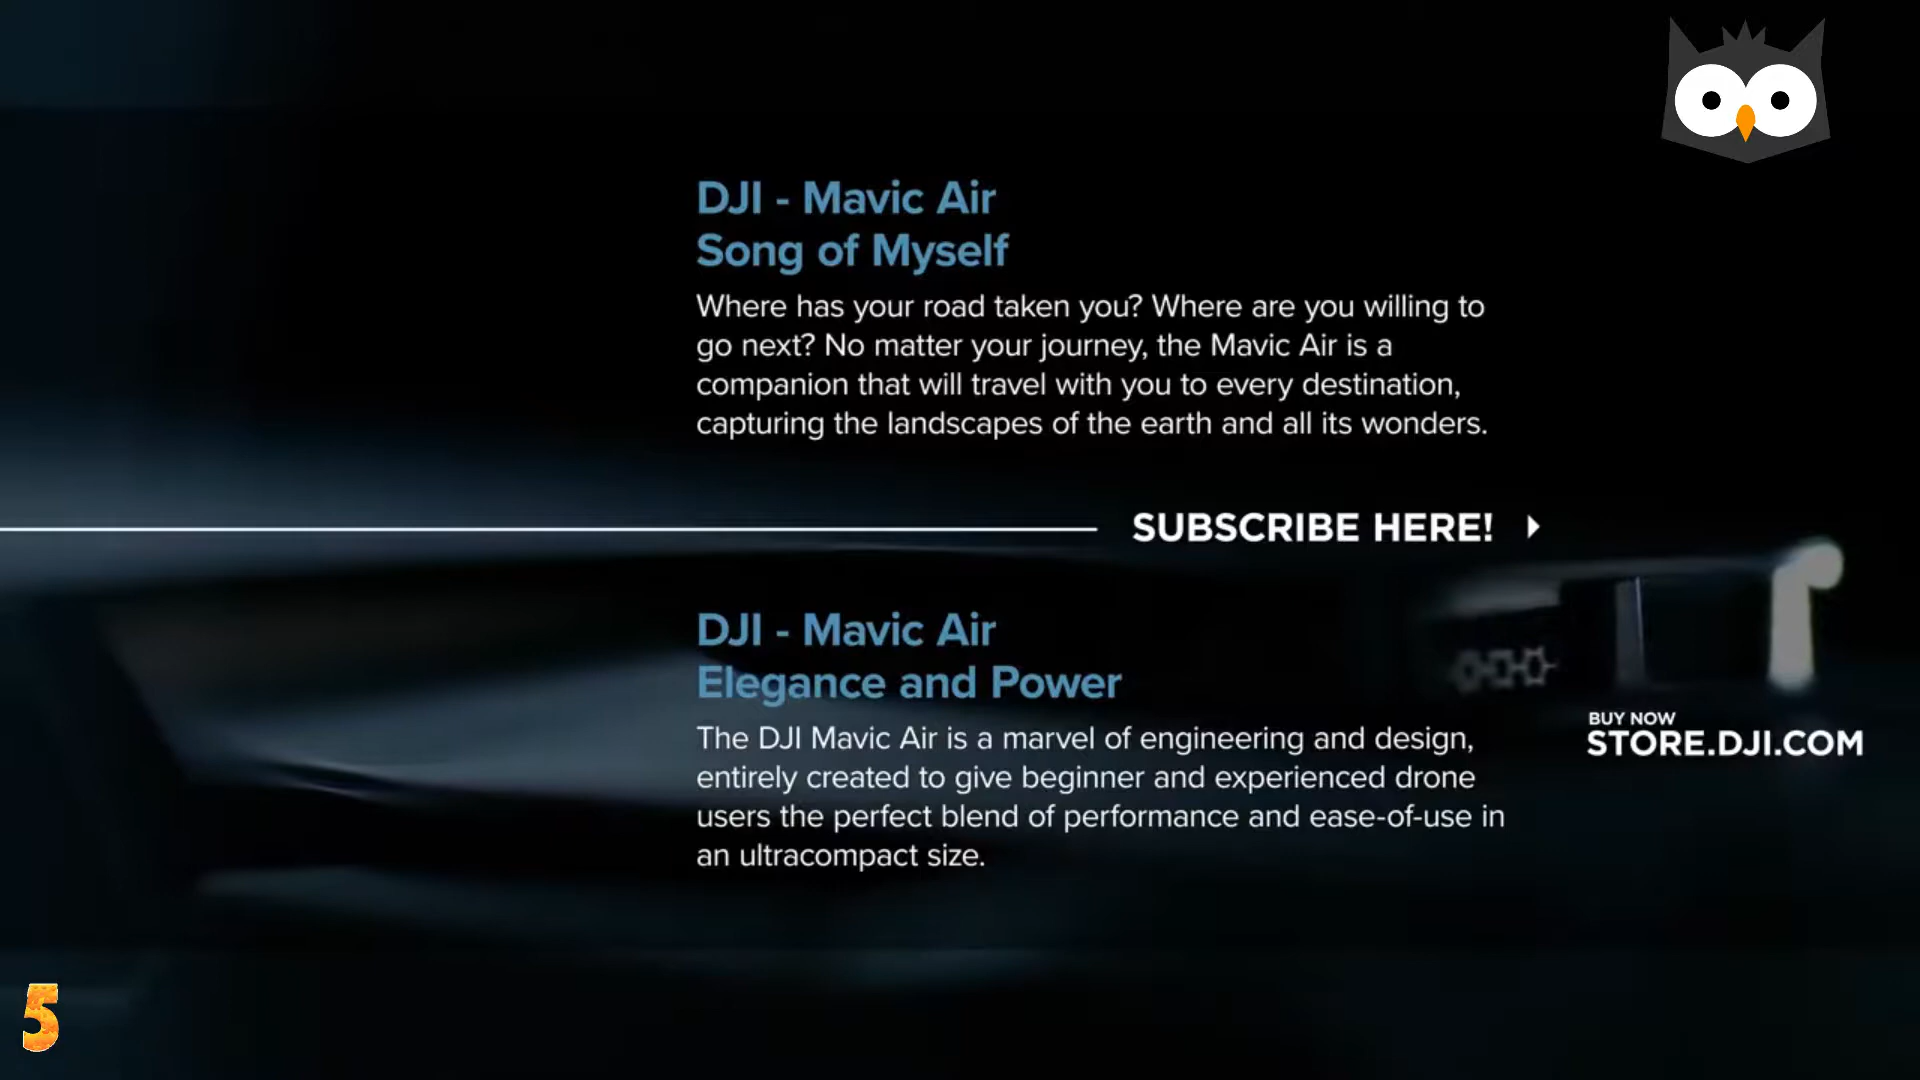 DJI - Mavic Air
Song of Myself
Where has your road taken you? Where are you willing to
go next? No matter your journey, the Mavic Air is a
companion that will travel with you to every destination,
capturing the landscapes of the earth and all its wonders.
SUBSCRIBE HERE!
DJI - Mavic Air
Elegance and Power
The DJI Mavic Air is a marvel of engineering and design,
entirely created to give beginner and experienced drone
users the perfect blend of performance and ease-of-use in
an ultracompact size.
BUY NOW
STORE.DJI.COM
5